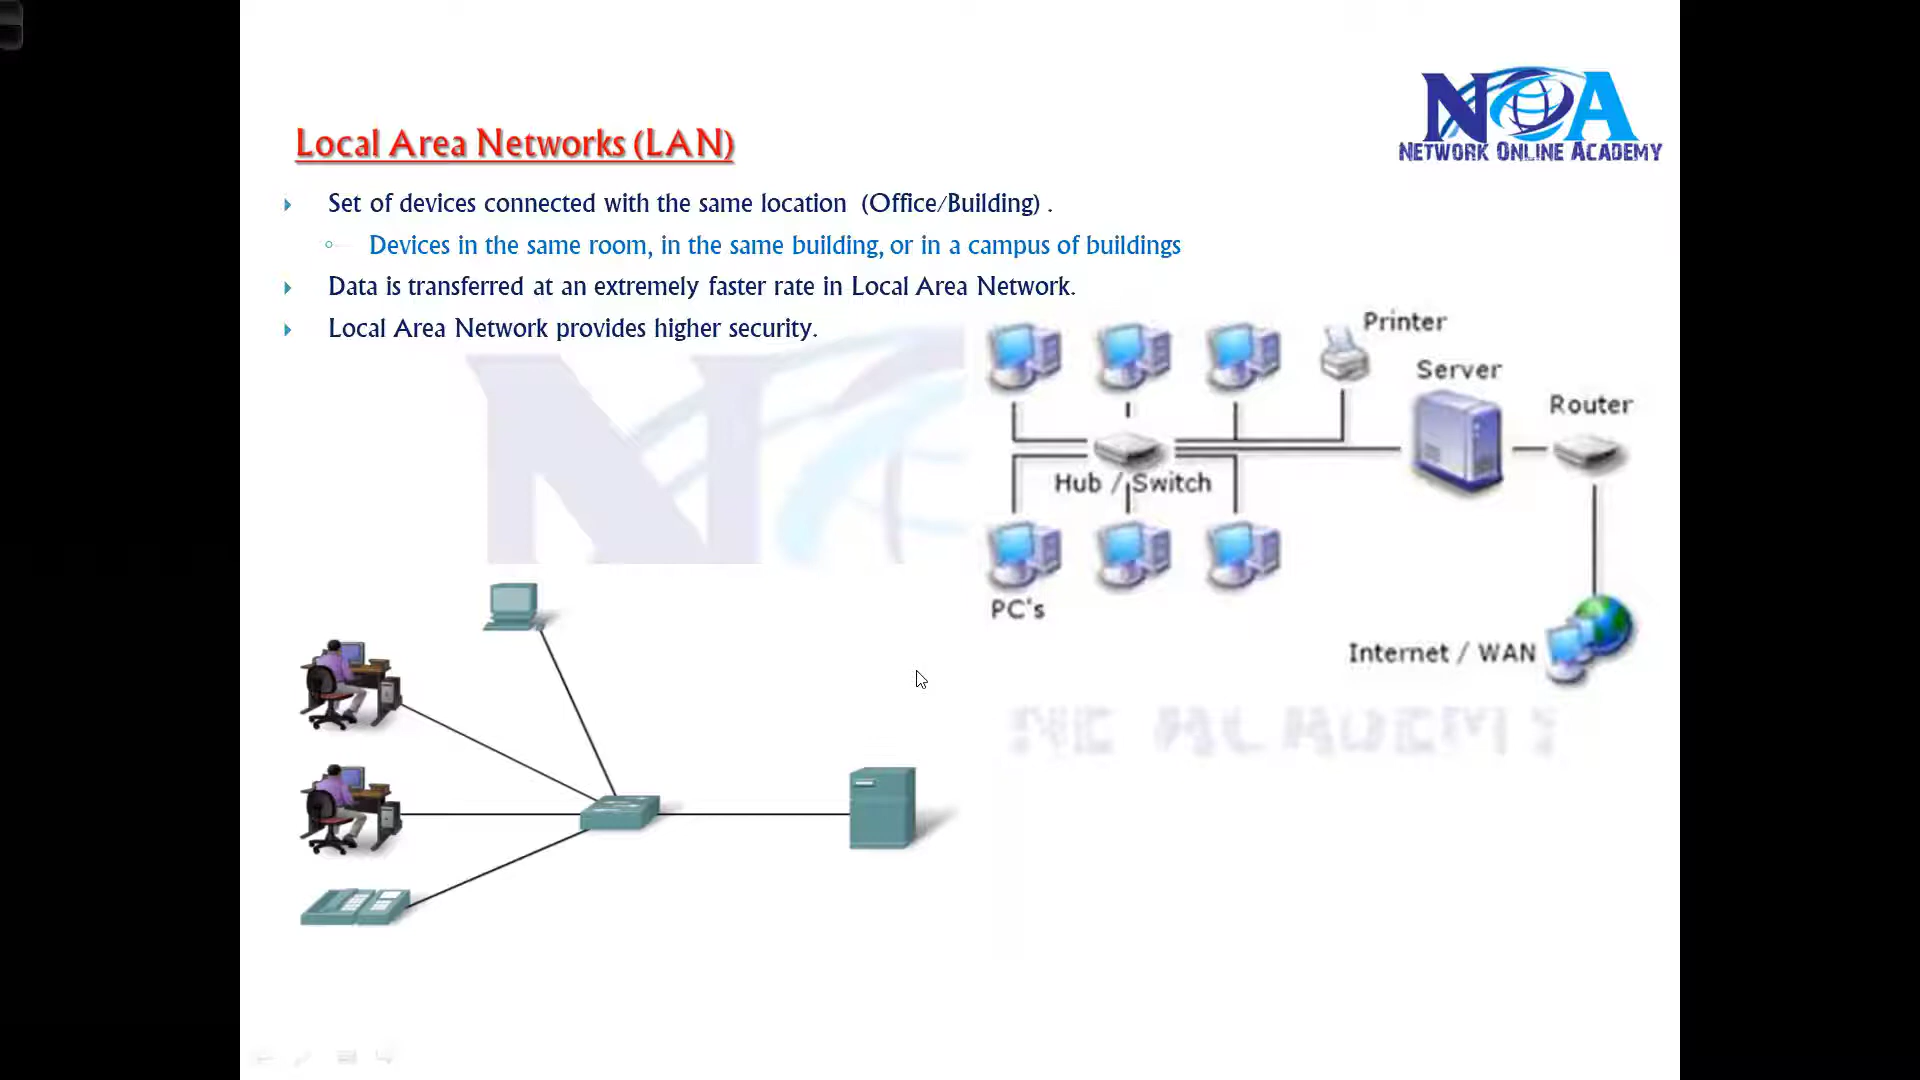 NOA
NETWORK ONLINE ACADEMY
Local Area Networks (LAN)
Set of devices connected with the same location (Office/Building) .
Devices in the same room, in the same building, or in a campus of buildings
Data is transferred at an extremely faster rate in Local Area Network.
Local Area Network provides higher security.
Printer
Server
Router
Hub / Switch
PC's
Internet / WAN
NE ACADEMY